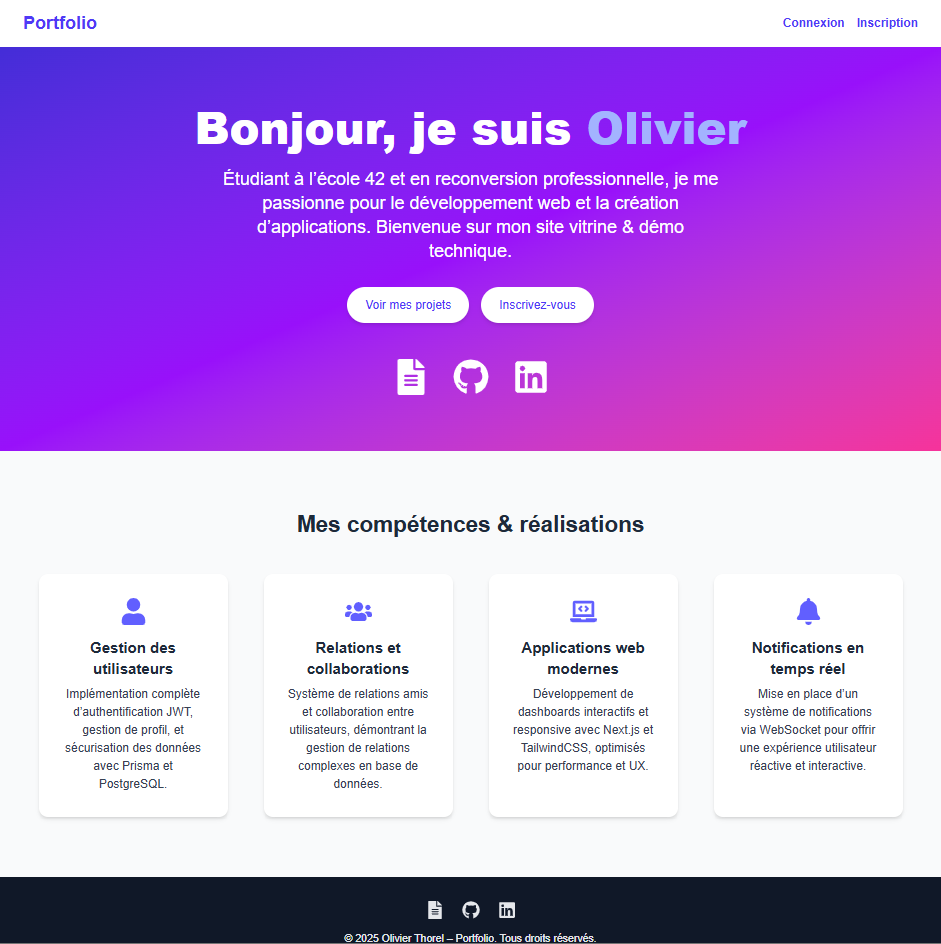 Portfolio
Connexion Inscription
Bonjour, je suis Olivier
Étudiant à l’école 42 et en reconversion professionnelle, je me
passionne pour le développement web et la création
d’applications. Bienvenue sur mon site vitrine & démo
technique.
Voir mes projets
Inscrivez-vous
Mes compétences & réalisations
Gestion des
utilisateurs
Implémentation complète
d’authentification JWT,
gestion de profil, et
sécurisation des données
avec Prisma et
PostgreSQL.
Relations et
collaborations
Système de relations amis
et collaboration entre
utilisateurs, démontrant la
gestion de relations
complexes en base de
données.
Applications web
modernes
Développement de
dashboards interactifs et
responsive avec Next.js et
TailwindCSS, optimisés
pour performance et UX.
Notifications en
temps réel
Mise en place d’un
système de notifications
via WebSocket pour offrir
une expérience utilisateur
réactive et interactive.
© 2025 Olivier Thorel – Portfolio. Tous droits réservés.